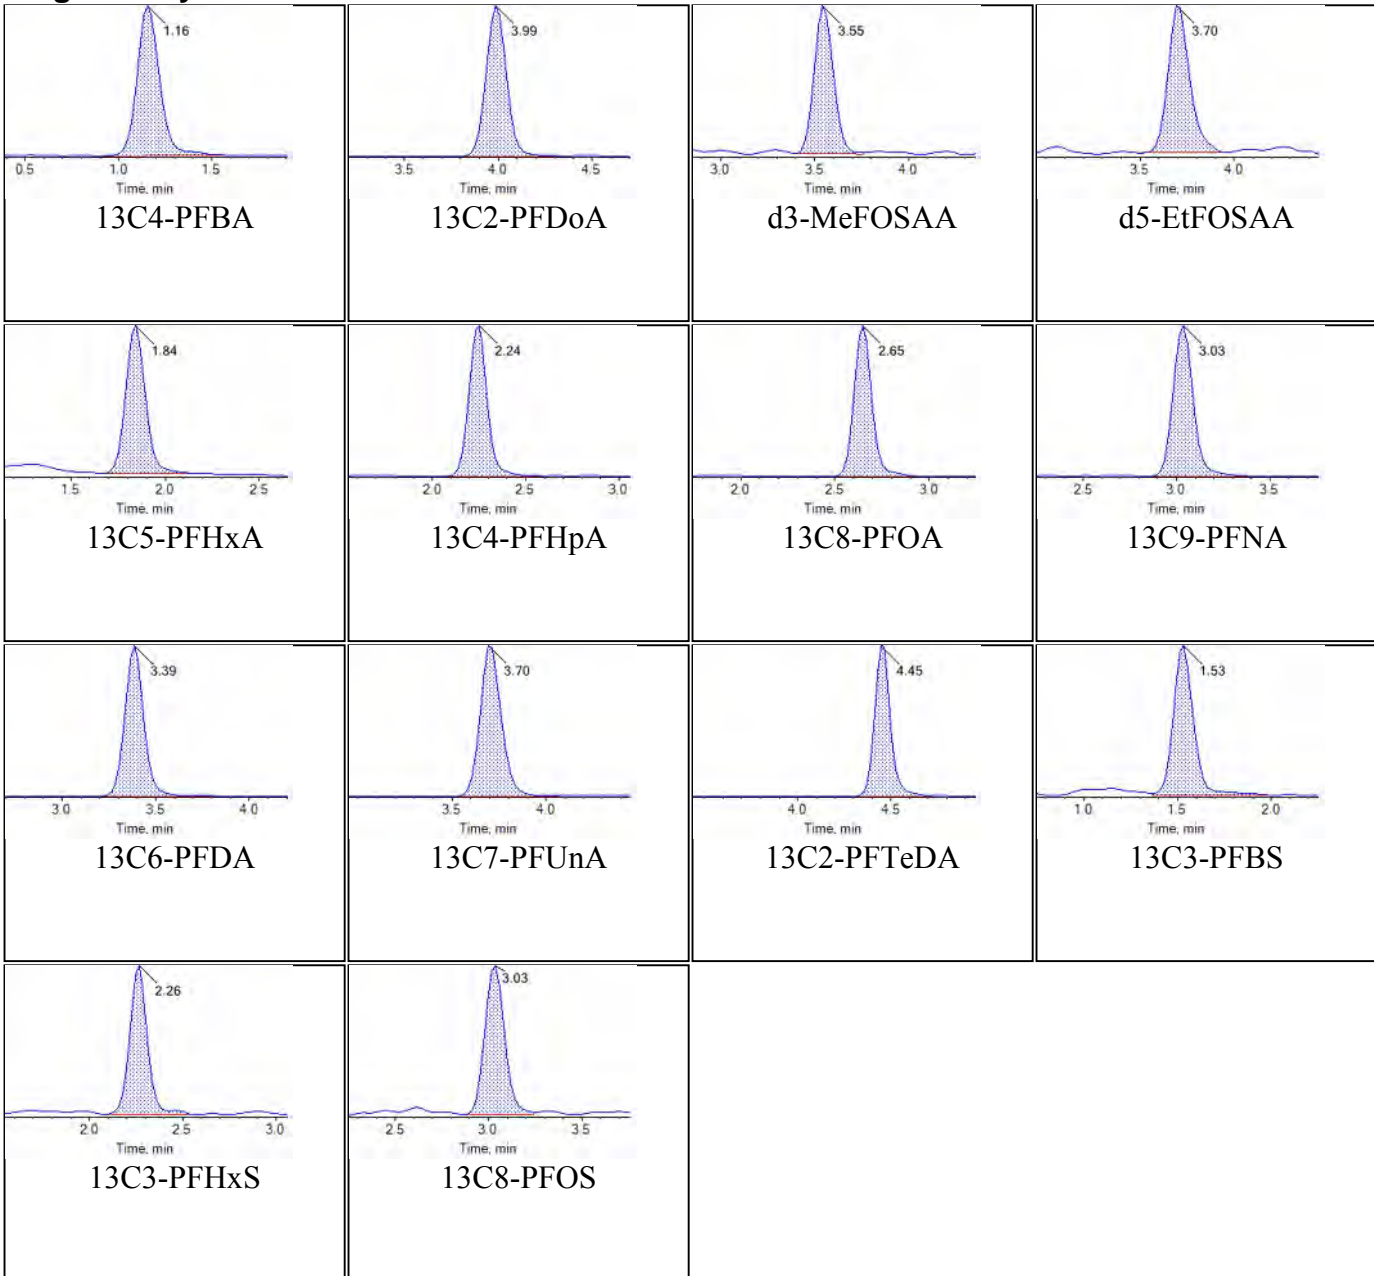 1.16
3.99
3.55
3.70
0.5 1.0 1.5
3.5 4.0 4.5
3.0 3.5 4.0
3.5 4.0
Time, min
Time, min
Time, min
Time, min
13C4-PFBA
13C2-PFDoA
d3-MeFOSAA
d5-EtFOSAA
1.84
2.24
2.65
3.03
1.5 2.0 2.5
2.0 2.5 3.0
2.0 2.5 3.0
2.5 3.0 3.5
Time, min
Time, min
Time, min
Time, min
13C5-PFHxA
13C4-PFHpA
13C8-PFOA
13C9-PFNA
3.39
3.70
4.45
1.53
3.0 3.5 4.0
3.5 4.0
4.0 4.5
1.0 1.5 2.0
Time, min
Time, min
Time, min
Time, min
13C6-PFDA
13C7-PFUnA
13C2-PFTeDA
13C3-PFBS
2.26
3.03
2.0 2.5 3.0
2.5 3.0 3.5
Time, min
Time, min
13C3-PFHxS
13C8-PFOS